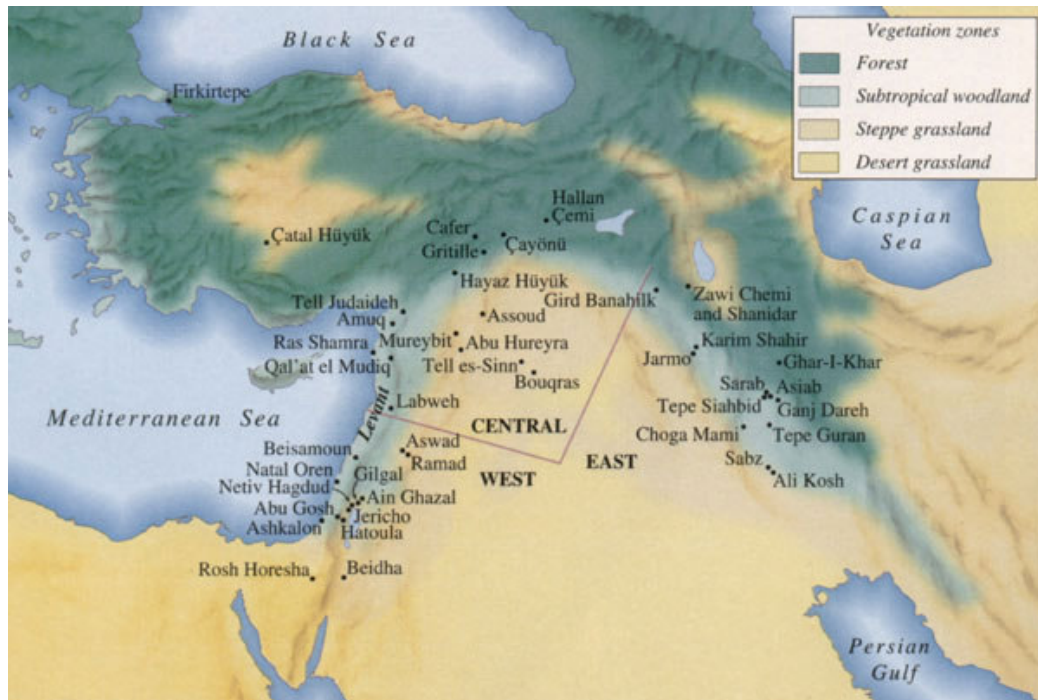 Black Sea
Vegetation zones
Forest
Subtropical woodland
Steppe grassland
Desert grassland
Firkirtepe
Hallan
Çemi
Caspian
Sea
Cafer
Çatal Hüyük
Çayönü
Gritille
Hayaz Hüyük
Gird Banahilk
Zawi Chemi
and Shanidar
Tell Judaideh
Assoud
Amuq
Ras Shamra
Mureybit
Abu Hureyra
Karim Shahir
Qal'at el Mudiq
Tell es-Sinn
Jarmo
Ghar-I-Khar
Bouqras
Sarab
Asiab
Labweh
Tepe Siahbid
Ganj Dareh
Mediterranean Sea
Levant
CENTRAL
Choga Mami
Tepe Guran
Beisamoun
Aswad
Ramad
EAST
Sabz
Natal Oren
Gilgal
WEST
Ali Kosh
Netiv Hagdud
Ain Ghazal
Abu Gosh
Jericho
Ashkalon
Hatoula
Rosh Horesha
Beidha
Persian
Gulf